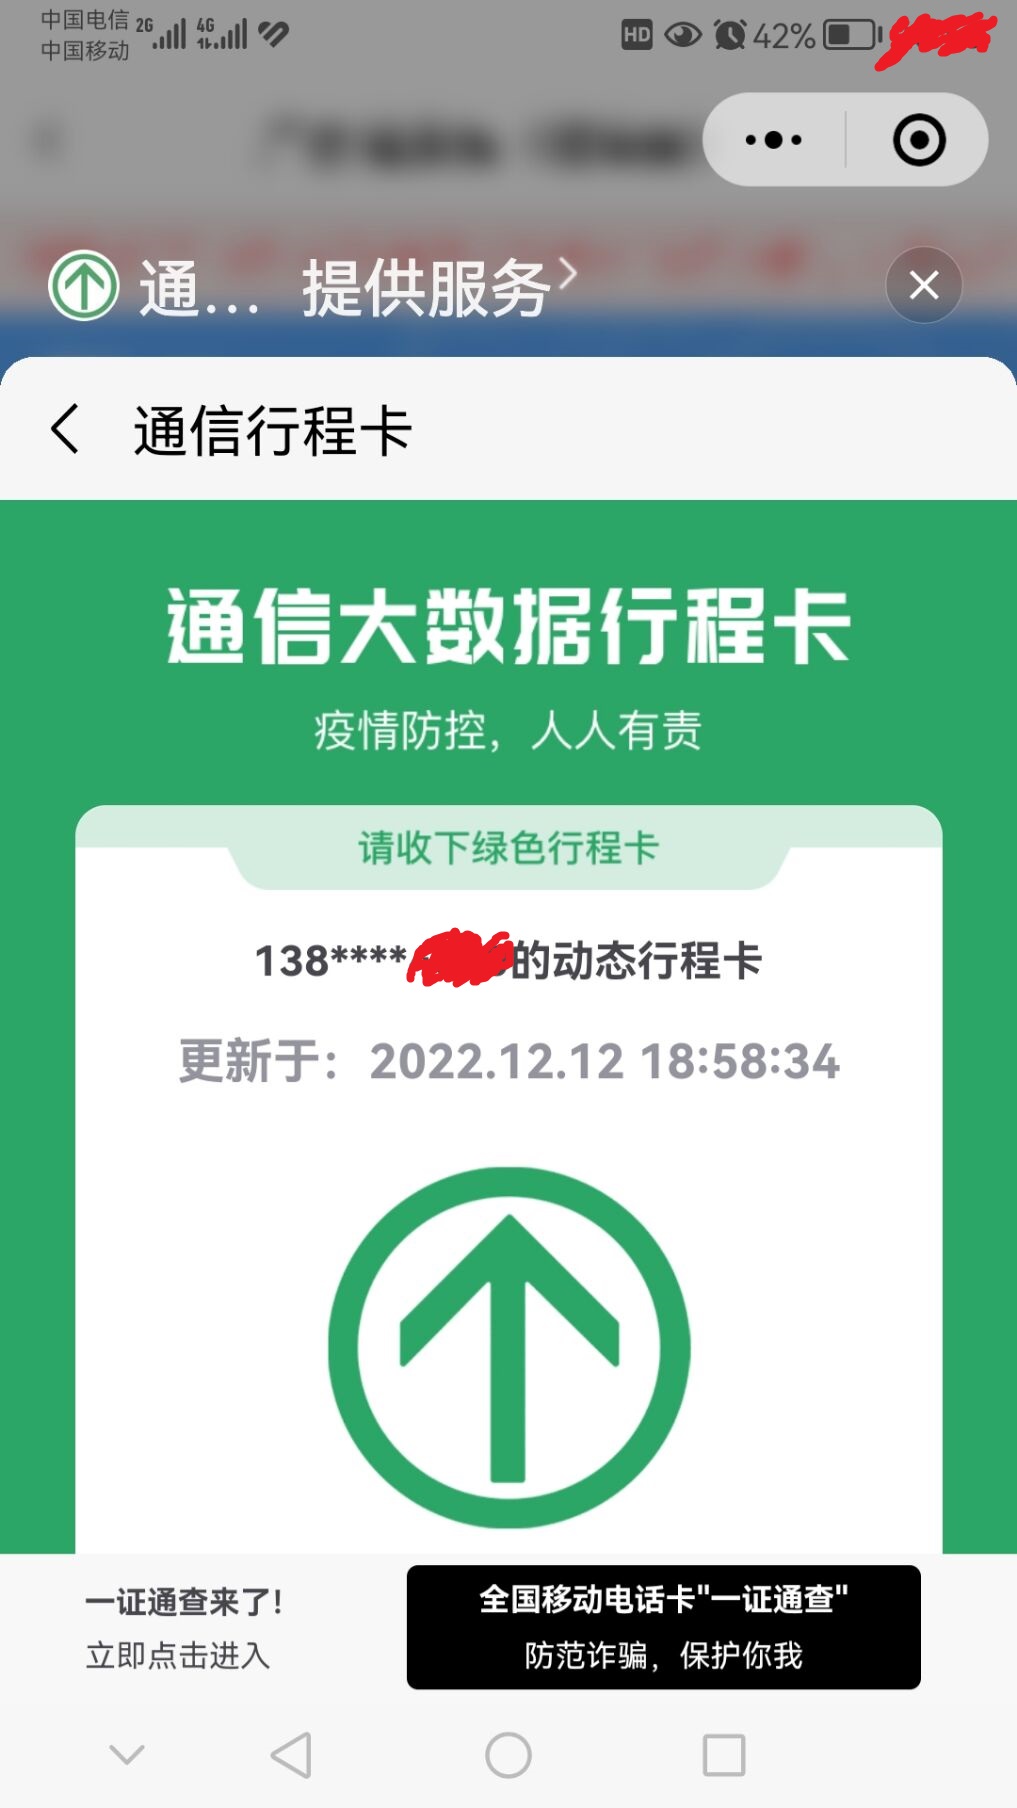 中国电信 2G 4G HD 42%
中国移动
通... 提供服务
通信行程卡
通信大数据行程卡
疫情防控，人人有责
请收下绿色行程卡
138****的动态行程卡
更新于：2022.12.12 18:58:34
一证通查来了！
立即点击进入
全国移动电话卡"一证通查"
防范诈骗，保护你我